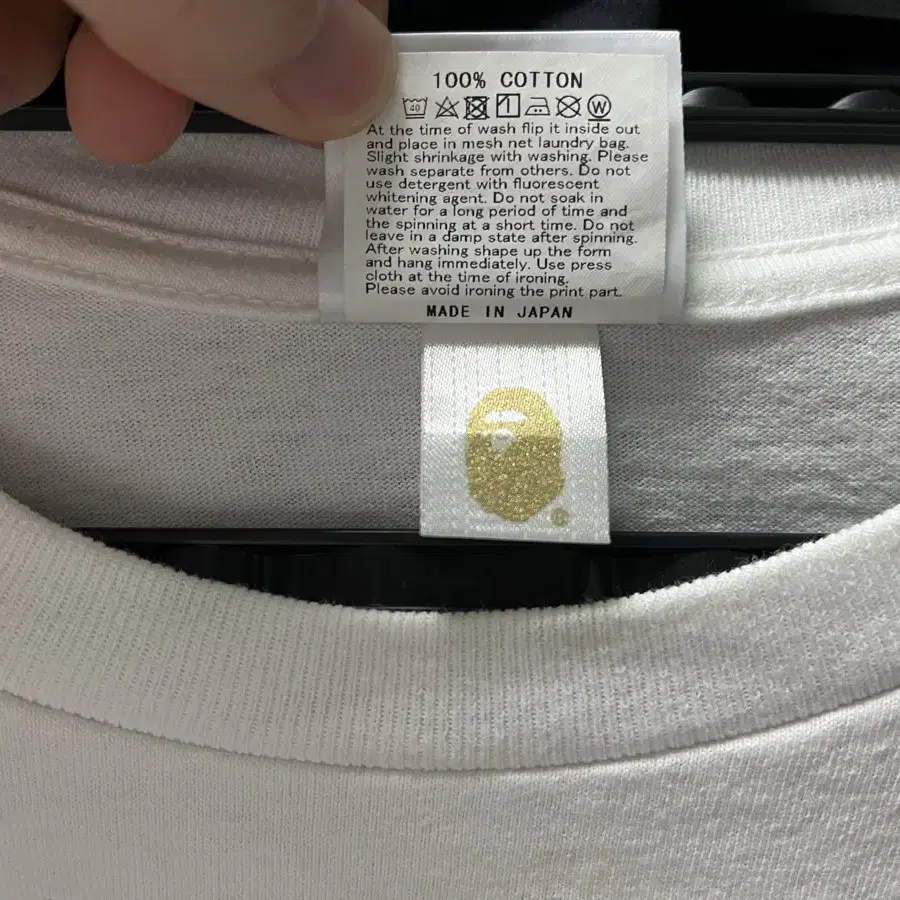 100% COTTON
40
W
At the time of wash flip it inside out
and place in mesh net laundry bag.
Slight shrinkage with washing. Please
wash separate from others. Do not
use detergent with fluorescent
whitening agent. Do not soak in
water for a long period of time and
the spinning at a short time. Do not
leave in a damp state after spinning.
After washing shape up the form
and hang immediately. Use press
cloth at the time of ironing.
Please avoid ironing the print part.
MADE IN JAPAN